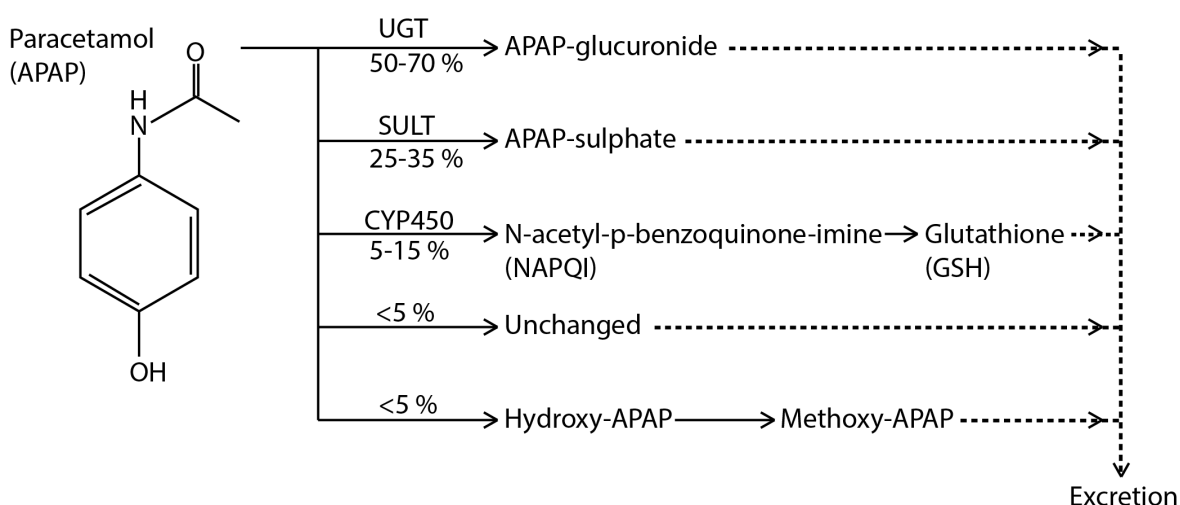 Paracetamol
(APAP)
O
H
N
OH
UGT
50-70 %
APAP-glucuronide
SULT
25-35 %
APAP-sulphate
CYP450
5-15 %
N-acetyl-p-benzoquinone-imine
(NAPQI)
Glutathione
(GSH)
<5 %
Unchanged
<5 %
Hydroxy-APAP
Methoxy-APAP
Excretion